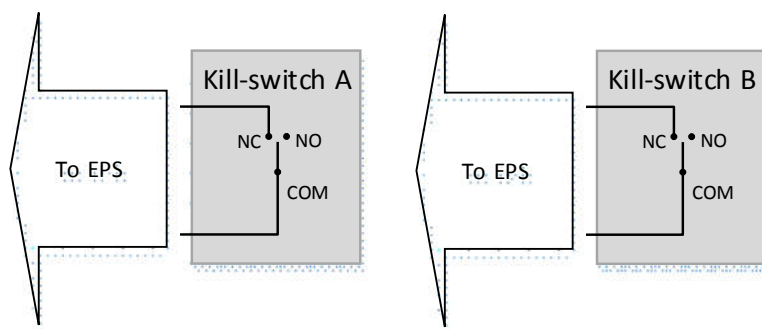 Kill-switch A
NC NO
To EPS
COM
Kill-switch B
NC NO
To EPS
COM